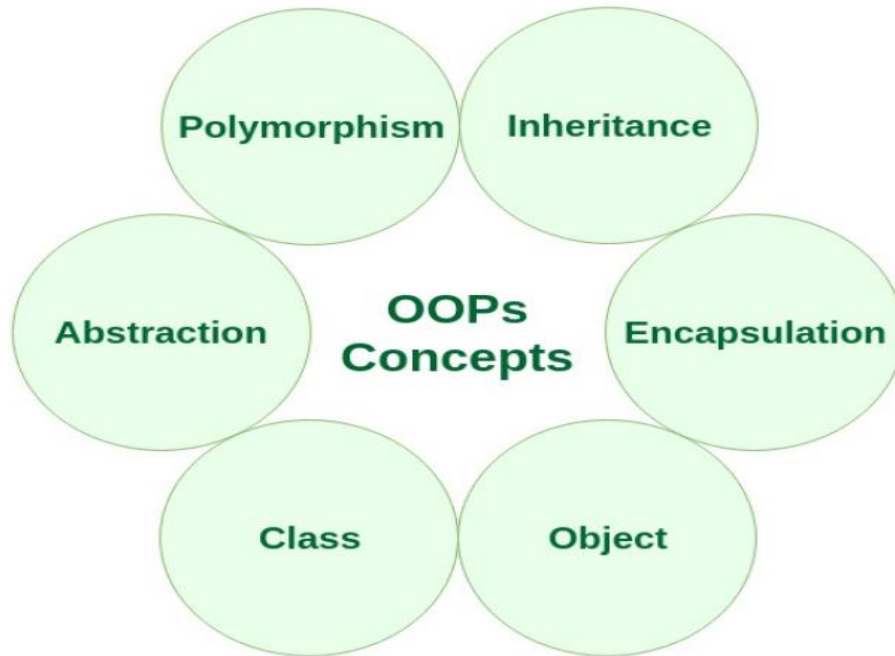 Polymorphism
Inheritance
Abstraction
OOPs
Concepts
Encapsulation
Class
Object